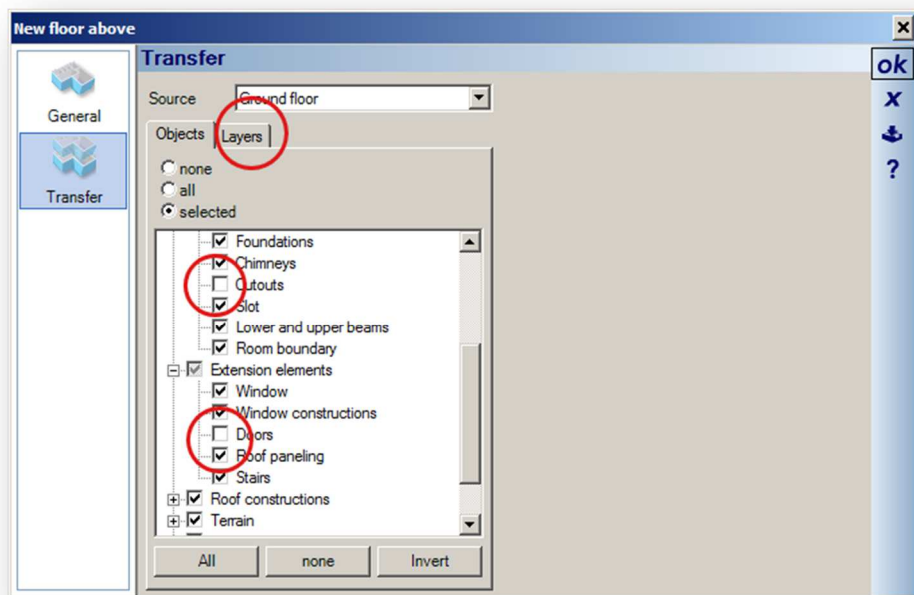 New floor above
Transfer
ok
General
Source Ground floor
X
Objects Layers
?
none
all
Transfer
selected
Foundations
Chimneys
Cutouts
Slot
Lower and upper beams
Room boundary
Extension elements
Window
Window constructions
Doors
Roof paneling
Stairs
Roof constructions
Terrain
All none Invert